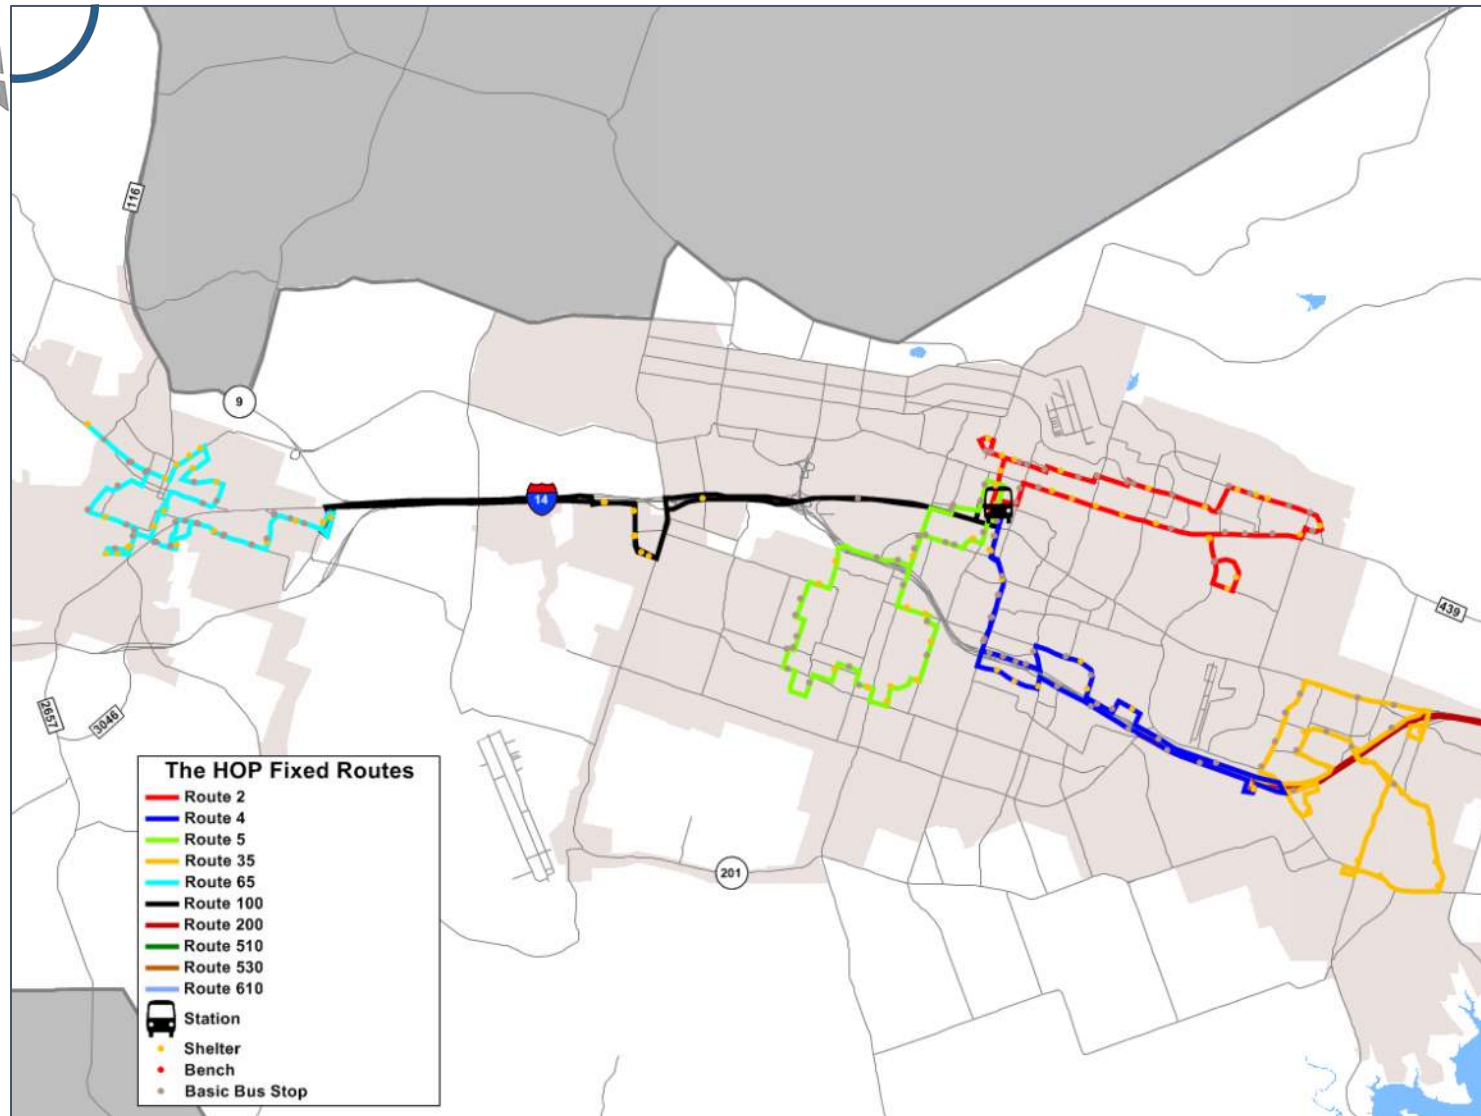 116
9
14
439
2657
3046
201
The HOP Fixed Routes
Route 2
Route 4
Route 5
Route 35
Route 65
Route 100
Route 200
Route 510
Route 530
Route 610
Station
Shelter
Bench
Basic Bus Stop